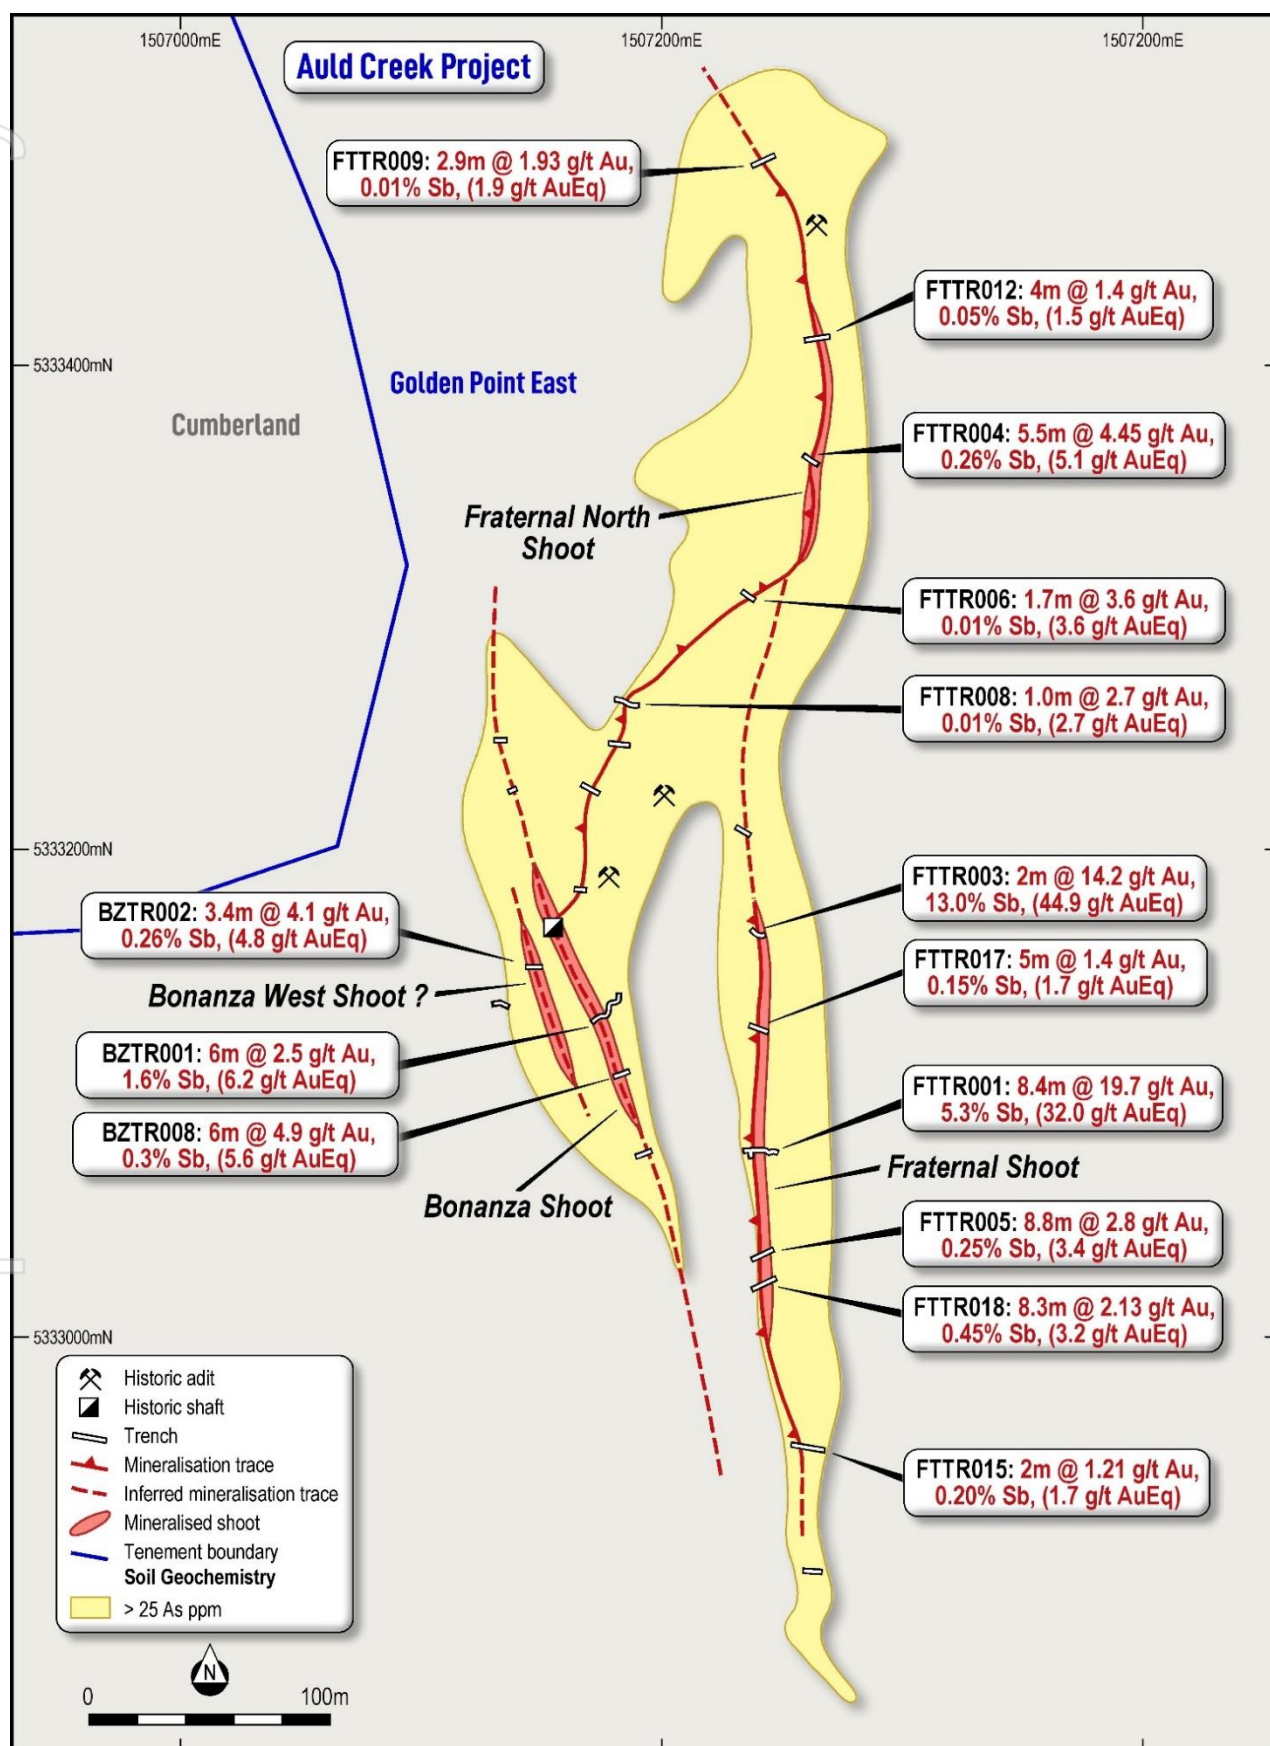 1507000mE
1507200mE
1507200mE
Auld Creek Project
FTTR009: 2.9m @ 1.93 g/t Au,
0.01% Sb, (1.9 g/t AuEq)
FTTR012: 4m @ 1.4 g/t Au,
0.05% Sb, (1.5 g/t AuEq)
5333400mN
Golden Point East
Cumberland
FTTR004: 5.5m @ 4.45 g/t Au,
0.26% Sb, (5.1 g/t AuEq)
Fraternal North
Shoot
FTTR006: 1.7m @ 3.6 g/t Au,
0.01% Sb, (3.6 g/t AuEq)
FTTR008: 1.0m @ 2.7 g/t Au,
0.01% Sb, (2.7 g/t AuEq)
5333200mN
FTTR003: 2m @ 14.2 g/t Au,
13.0% Sb, (44.9 g/t AuEq)
BZTR002: 3.4m @ 4.1 g/t Au,
0.26% Sb, (4.8 g/t AuEq)
FTTR017: 5m @ 1.4 g/t Au,
0.15% Sb, (1.7 g/t AuEq)
Bonanza West Shoot ?
BZTR001: 6m @ 2.5 g/t Au,
1.6% Sb, (6.2 g/t AuEq)
FTTR001: 8.4m @ 19.7 g/t Au,
5.3% Sb, (32.0 g/t AuEq)
BZTR008: 6m @ 4.9 g/t Au,
0.3% Sb, (5.6 g/t AuEq)
Fraternal Shoot
Bonanza Shoot
FTTR005: 8.8m @ 2.8 g/t Au,
0.25% Sb, (3.4 g/t AuEq)
FTTR018: 8.3m @ 2.13 g/t Au,
0.45% Sb, (3.2 g/t AuEq)
5333000mN
Historic adit
Historic shaft
Trench
Mineralisation trace
Inferred mineralisation trace
Mineralised shoot
Tenement boundary
Soil Geochemistry
> 25 As ppm
FTTR015: 2m @ 1.21 g/t Au,
0.20% Sb, (1.7 g/t AuEq)
N
0
100m